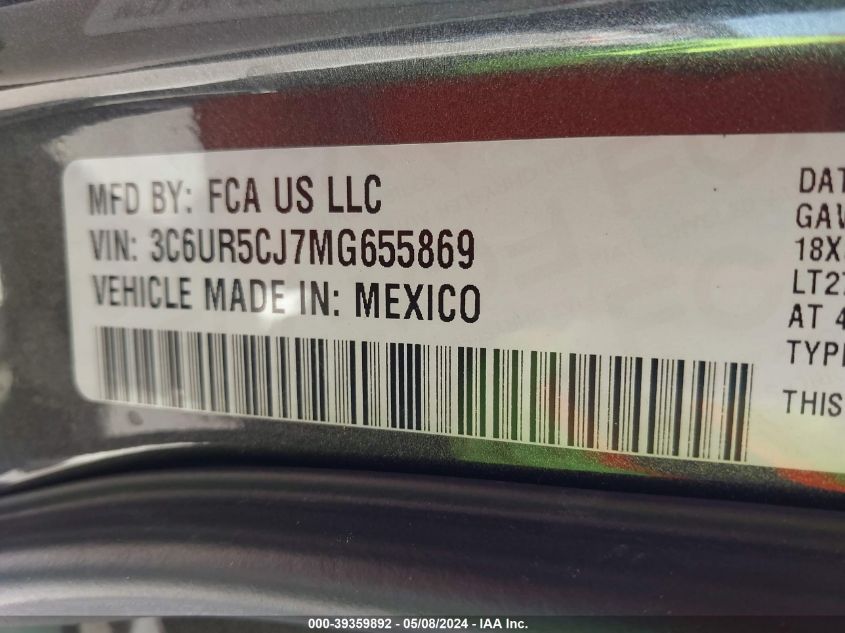 MFD BY: FCA US LLC
VIN: 3C6UR5CJ7MG655869
VEHICLE MADE IN: MEXICO
DAT
GAV
18X
LT27
AT 4
TYP
THIS
000-39359892 - 05/08/2024 - IAA Inc.